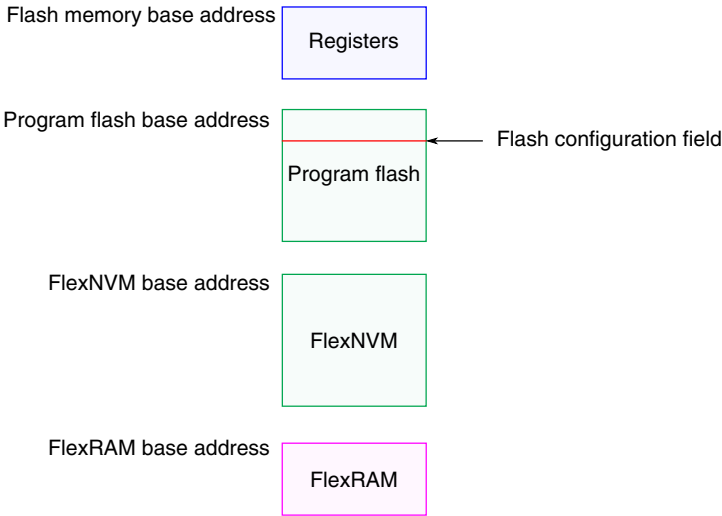 Flash memory base address
Registers
Program flash base address
Flash configuration field
Program flash
FlexNVM base address
FlexNVM
FlexRAM base address
FlexRAM